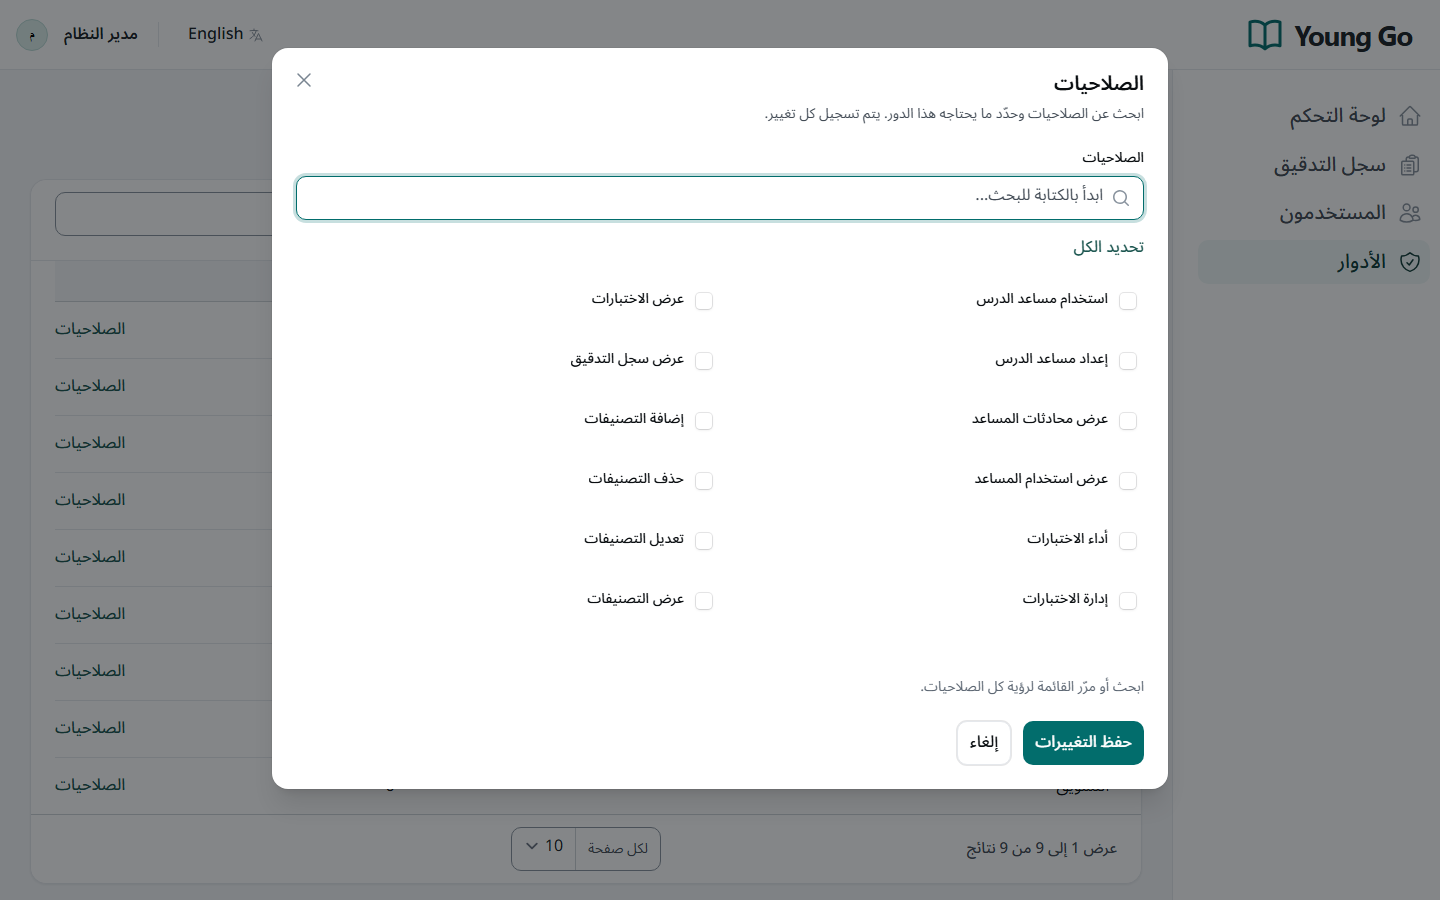 Young Go
English
مدير النظام
م
لوحة التحكم
سجل التدقيق
المستخدمون
الأدوار
الصلاحيات
ابحث عن الصلاحيات وحدّد ما يحتاجه هذا الدور. يتم تسجيل كل تغيير.
الصلاحيات
ابدأ بالكتابة للبحث...
تحديد الكل
استخدام مساعد الدرس
عرض الاختبارات
إعداد مساعد الدرس
عرض سجل التدقيق
عرض محادثات المساعد
إضافة التصنيفات
عرض استخدام المساعد
حذف التصنيفات
أداء الاختبارات
تعديل التصنيفات
إدارة الاختبارات
عرض التصنيفات
ابحث أو مرّر القائمة لرؤية كل الصلاحيات.
حفظ التغييرات
إلغاء
الصلاحيات
الصلاحيات
الصلاحيات
الصلاحيات
الصلاحيات
الصلاحيات
الصلاحيات
الصلاحيات
الصلاحيات
عرض 1 إلى 9 من 9 نتائج
لكل صفحة
10